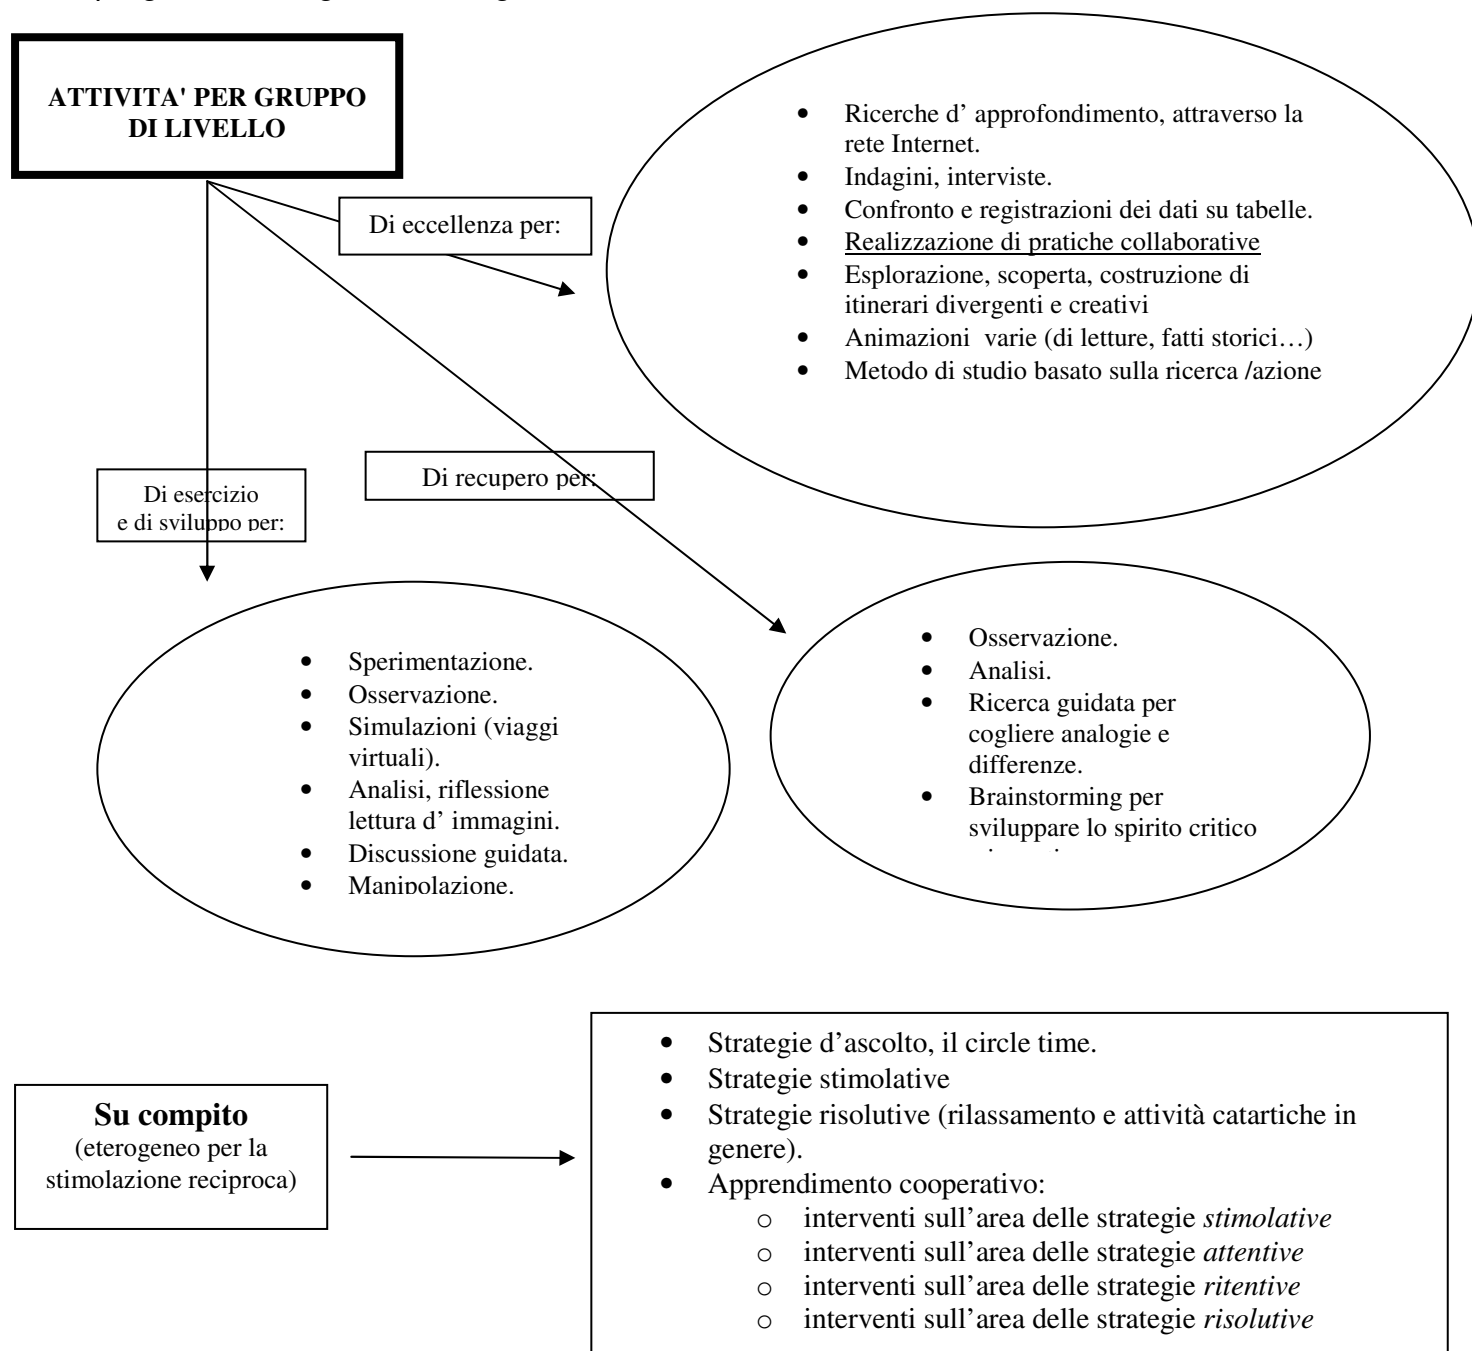 ATTIVITA' PER GRUPPO
DI LIVELLO
Di eccellenza per:
• Ricerche d’ approfondimento, attraverso la
rete Internet.
• Indagini, interviste.
• Confronto e registrazioni dei dati su tabelle.
• Realizzazione di pratiche collaborative
• Esplorazione, scoperta, costruzione di
itinerari divergenti e creativi
• Animazioni varie (di letture, fatti storici…)
• Metodo di studio basato sulla ricerca /azione
Di recupero per:
Di esercizio
e di sviluppo per:
• Sperimentazione.
• Osservazione.
• Simulazioni (viaggi
virtuali).
• Analisi, riflessione
lettura d’ immagini.
• Discussione guidata.
• Manipolazione.
• Osservazione.
• Analisi.
• Ricerca guidata per
cogliere analogie e
differenze.
• Brainstorming per
sviluppare lo spirito critico
Su compito
(eterogeneo per la
stimolazione reciproca)
• Strategie d’ascolto, il circle time.
• Strategie stimolative
• Strategie risolutive (rilassamento e attività catartiche in
genere).
• Apprendimento cooperativo:
o interventi sull’area delle strategie stimolative
o interventi sull’area delle strategie attentive
o interventi sull’area delle strategie ritentive
o interventi sull’area delle strategie risolutive